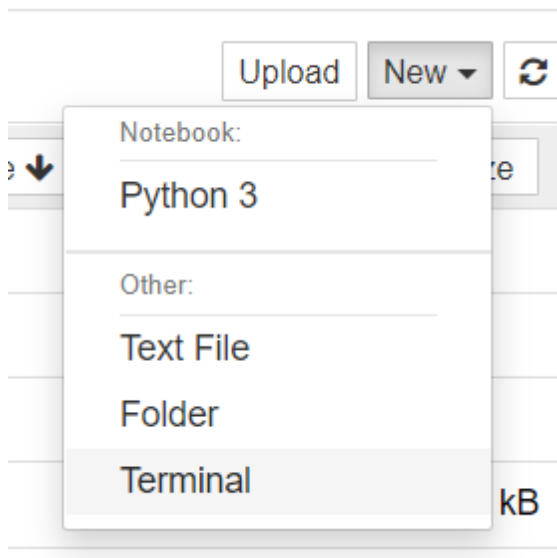 Upload New
Notebook:
Python 3
Other:
Text File
Folder
Terminal
kB